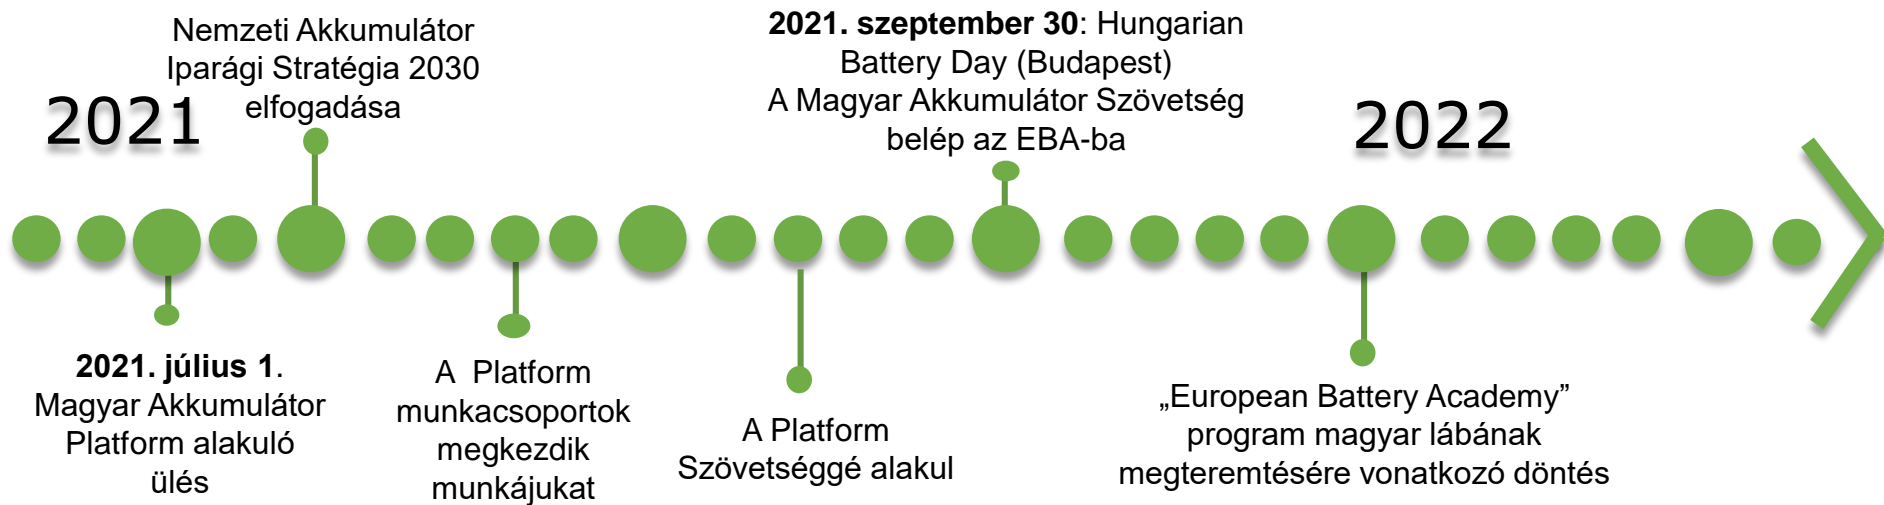 2021
Nemzeti Akkumulátor
Iparági Stratégia 2030
elfogadása
2021. szeptember 30: Hungarian
Battery Day (Budapest)
A Magyar Akkumulátor Szövetség
belép az EBA-ba
2022
2021. július 1.
Magyar Akkumulátor
Platform alakuló
ülés
A Platform
munkacsoportok
megkezdik
munkájukat
A Platform
Szövetséggé alakul
„European Battery Academy”
program magyar lábának
megteremtésére vonatkozó döntés